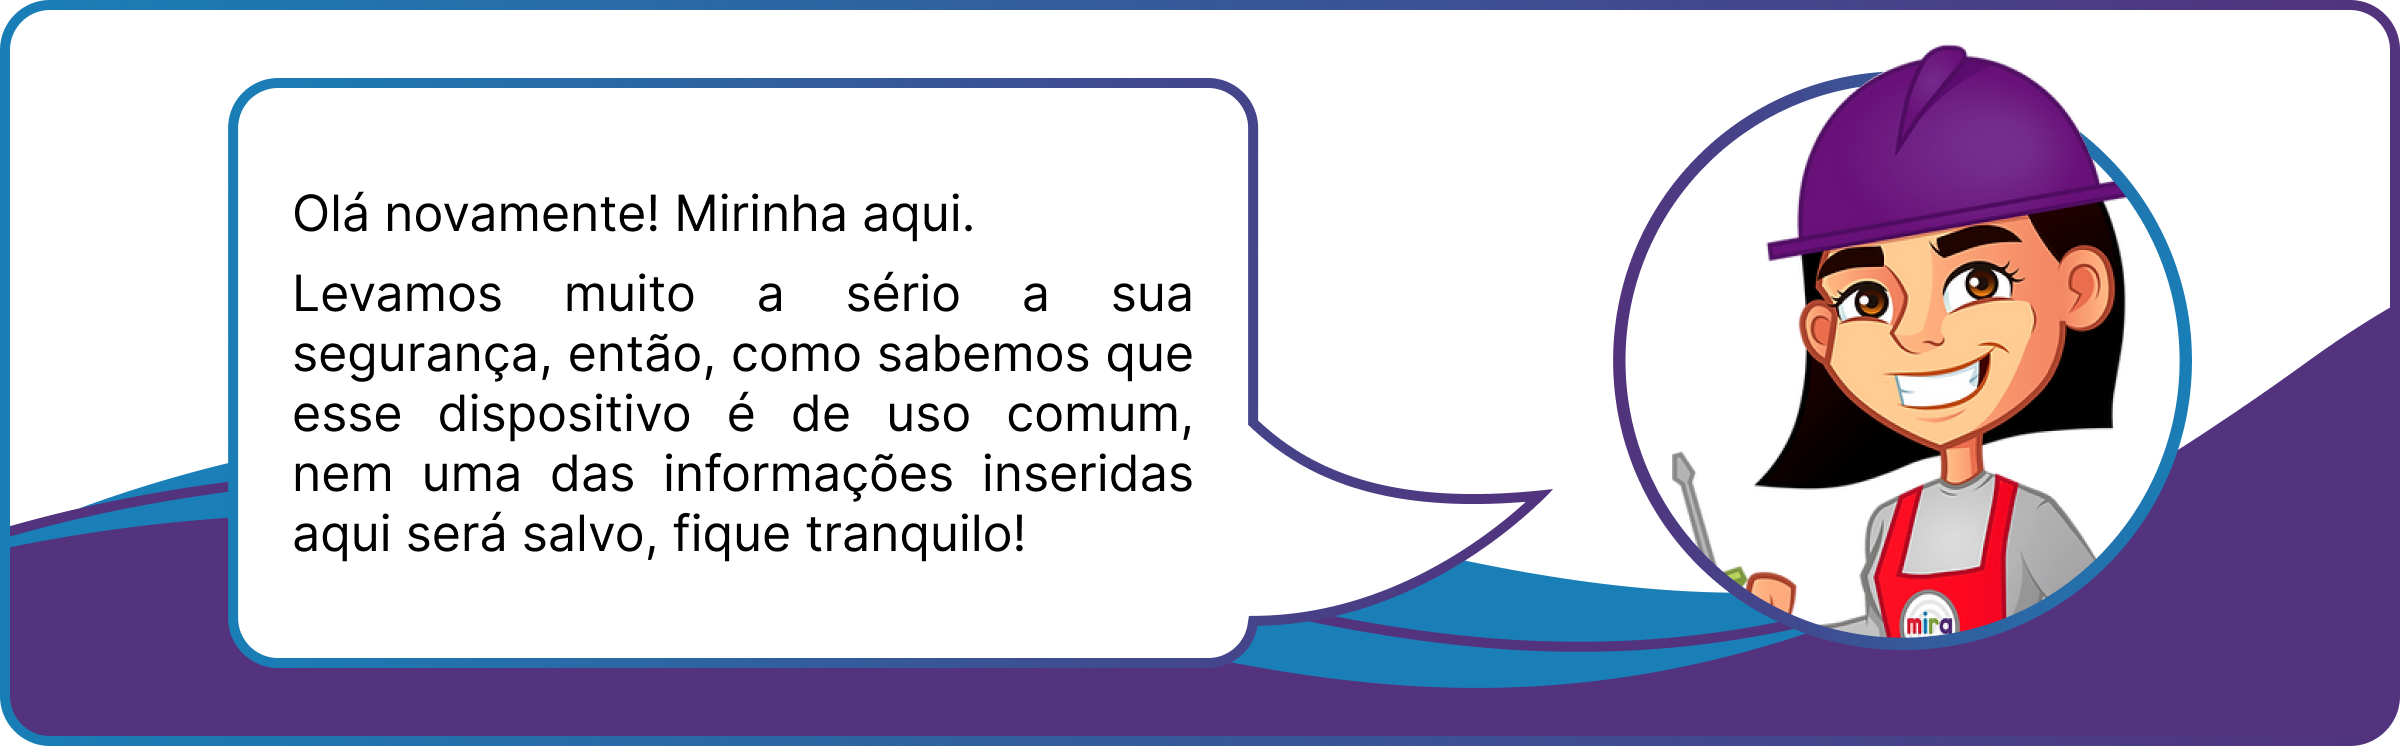 Olá novamente! Mirinha aqui.
Levamos muito a sério a sua
segurança, então, como sabemos que
esse dispositivo é de uso comum,
nem uma das informações inseridas
aqui será salvo, fique tranquilo!
mira